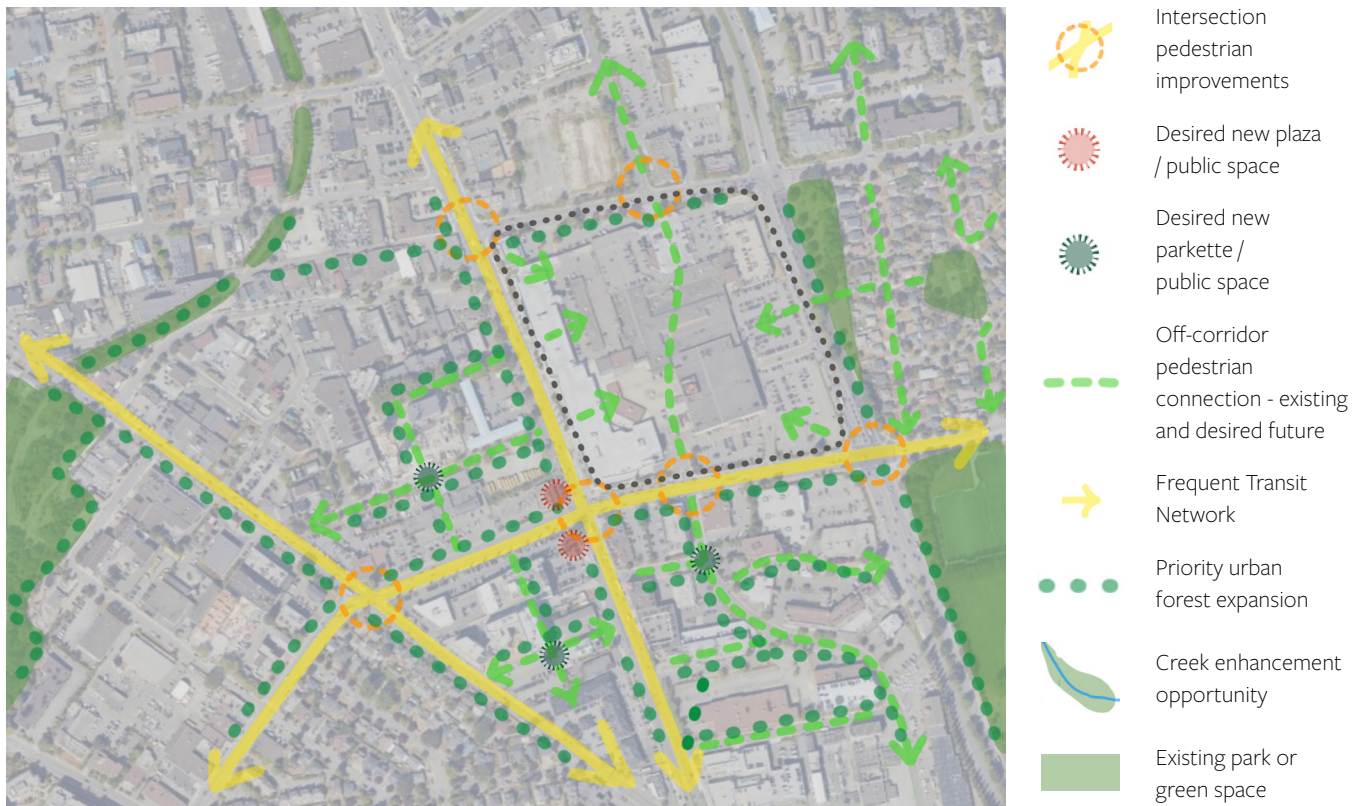 Intersection
pedestrian
improvements
Desired new plaza
/ public space
Desired new
parkette /
public space
Off-corridor
pedestrian
connection - existing
and desired future
Frequent Transit
Network
Priority urban
forest expansion
Creek enhancement
opportunity
Existing park or
green space